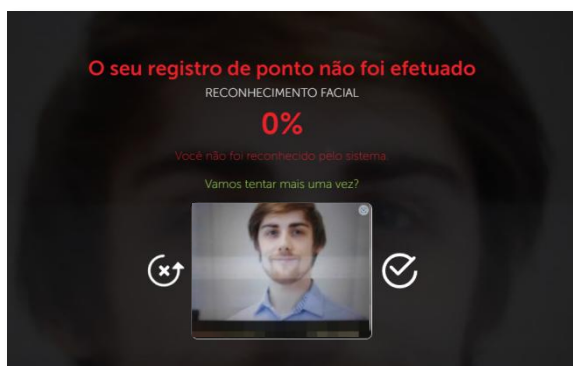 O seu registro de ponto não foi efetuado
RECONHECIMENTO FACIAL
0%
Você não foi reconhecido pelo sistema
Vamos tentar mais uma vez?